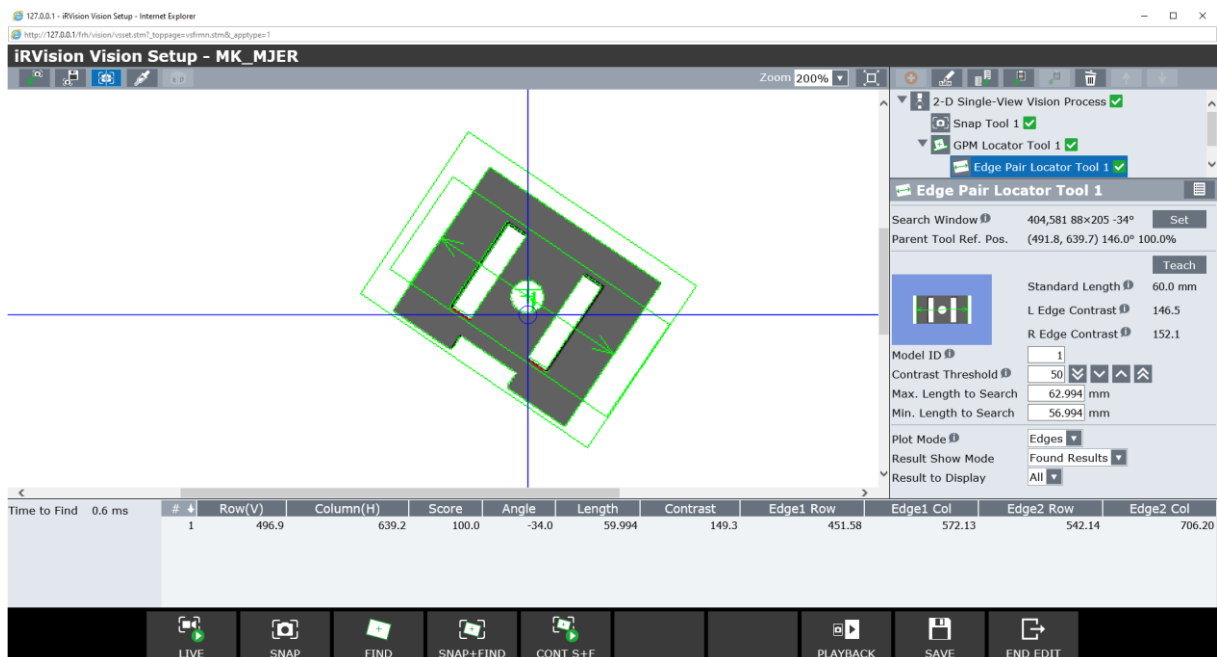 127.0.0.1 - iRVision Vision Setup - Internet Explorer
http://127.0.0.1/frh/vision/vsset.stm?_toppage=vsfrmn.stm&_apptype=1
iRVision Vision Setup - MK_MJER
Zoom 200%
2-D Single-View Vision Process
Snap Tool 1
GPM Locator Tool 1
Edge Pair Locator Tool 1
Edge Pair Locator Tool 1
Search Window 404,581 88×205 -34° Set
Parent Tool Ref. Pos. (491.8, 639.7) 146.0° 100.0%
Teach
Standard Length 60.0 mm
L Edge Contrast 146.5
R Edge Contrast 152.1
Model ID 1
Contrast Threshold 50
Max. Length to Search 62.994 mm
Min. Length to Search 56.994 mm
Plot Mode Edges
Result Show Mode Found Results
Result to Display All
Time to Find 0.6 ms
# Row(V) Column(H) Score Angle Length Contrast Edge1 Row Edge1 Col Edge2 Row Edge2 Col
1 496.9 639.2 100.0 -34.0 59.994 149.3 451.58 572.13 542.14 706.20
LIVE SNAP FIND SNAP+FIND CONT S+F PLAYBACK SAVE END EDIT